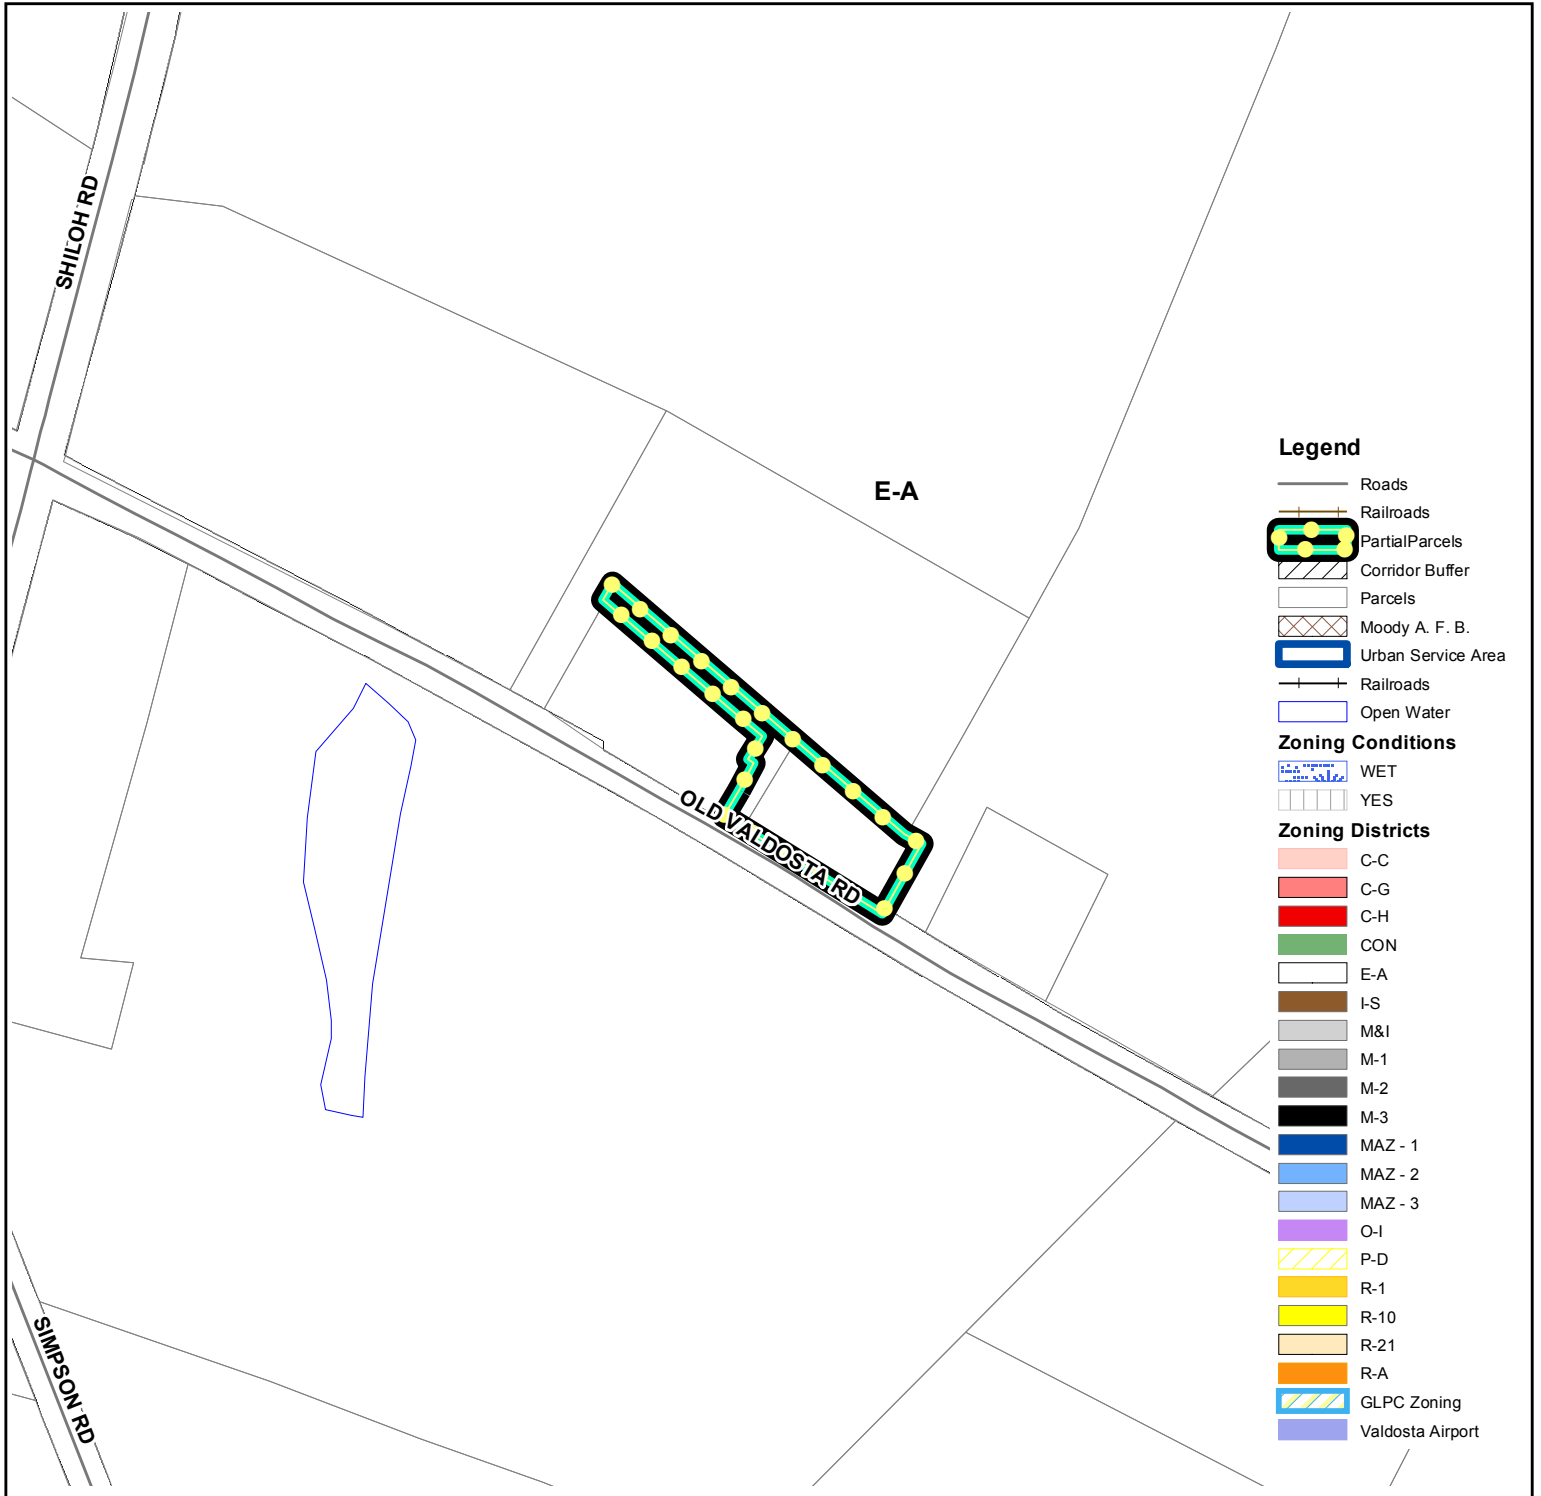 SHILOH RD
E-A
OLD VALDOSTA RD
SIMPSON RD
Legend
Roads
Railroads
PartialParcels
Corridor Buffer
Parcels
Moody A. F. B.
Urban Service Area
Railroads
Open Water
Zoning Conditions
WET
YES
Zoning Districts
C-C
C-G
C-H
CON
E-A
I-S
M&I
M-1
M-2
M-3
MAZ - 1
MAZ - 2
MAZ - 3
O-I
P-D
R-1
R-10
R-21
R-A
GLPC Zoning
Valdosta Airport